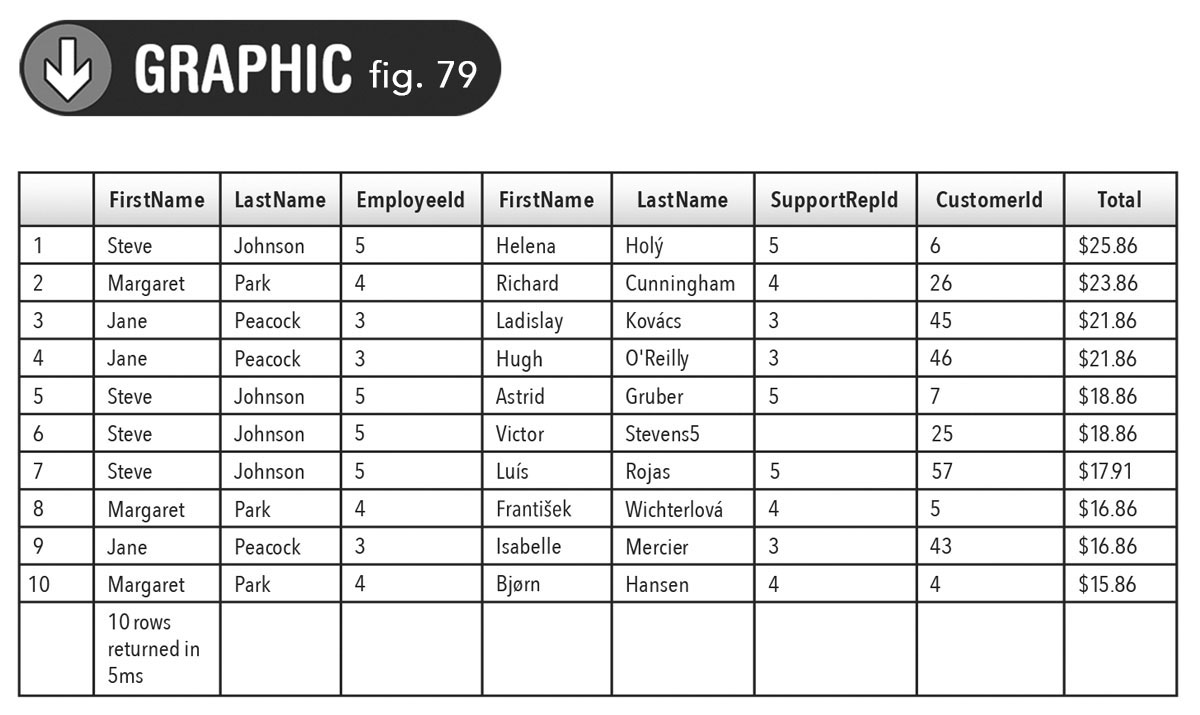 GRAPHIC fig. 79
FirstName LastName EmployeeId FirstName LastName SupportRepId CustomerId Total
1 Steve Johnson 5 Helena Holý 5 6 $25.86
2 Margaret Park 4 Richard Cunningham 4 26 $23.86
3 Jane Peacock 3 Ladislay Kovács 3 45 $21.86
4 Jane Peacock 3 Hugh O'Reilly 3 46 $21.86
5 Steve Johnson 5 Astrid Gruber 5 7 $18.86
6 Steve Johnson 5 Victor Stevens5 25 $18.86
7 Steve Johnson 5 Luís Rojas 5 57 $17.91
8 Margaret Park 4 František Wichterlová 4 5 $16.86
9 Jane Peacock 3 Isabelle Mercier 3 43 $16.86
10 Margaret Park 4 Bjørn Hansen 4 4 $15.86
10 rows
returned in
5ms